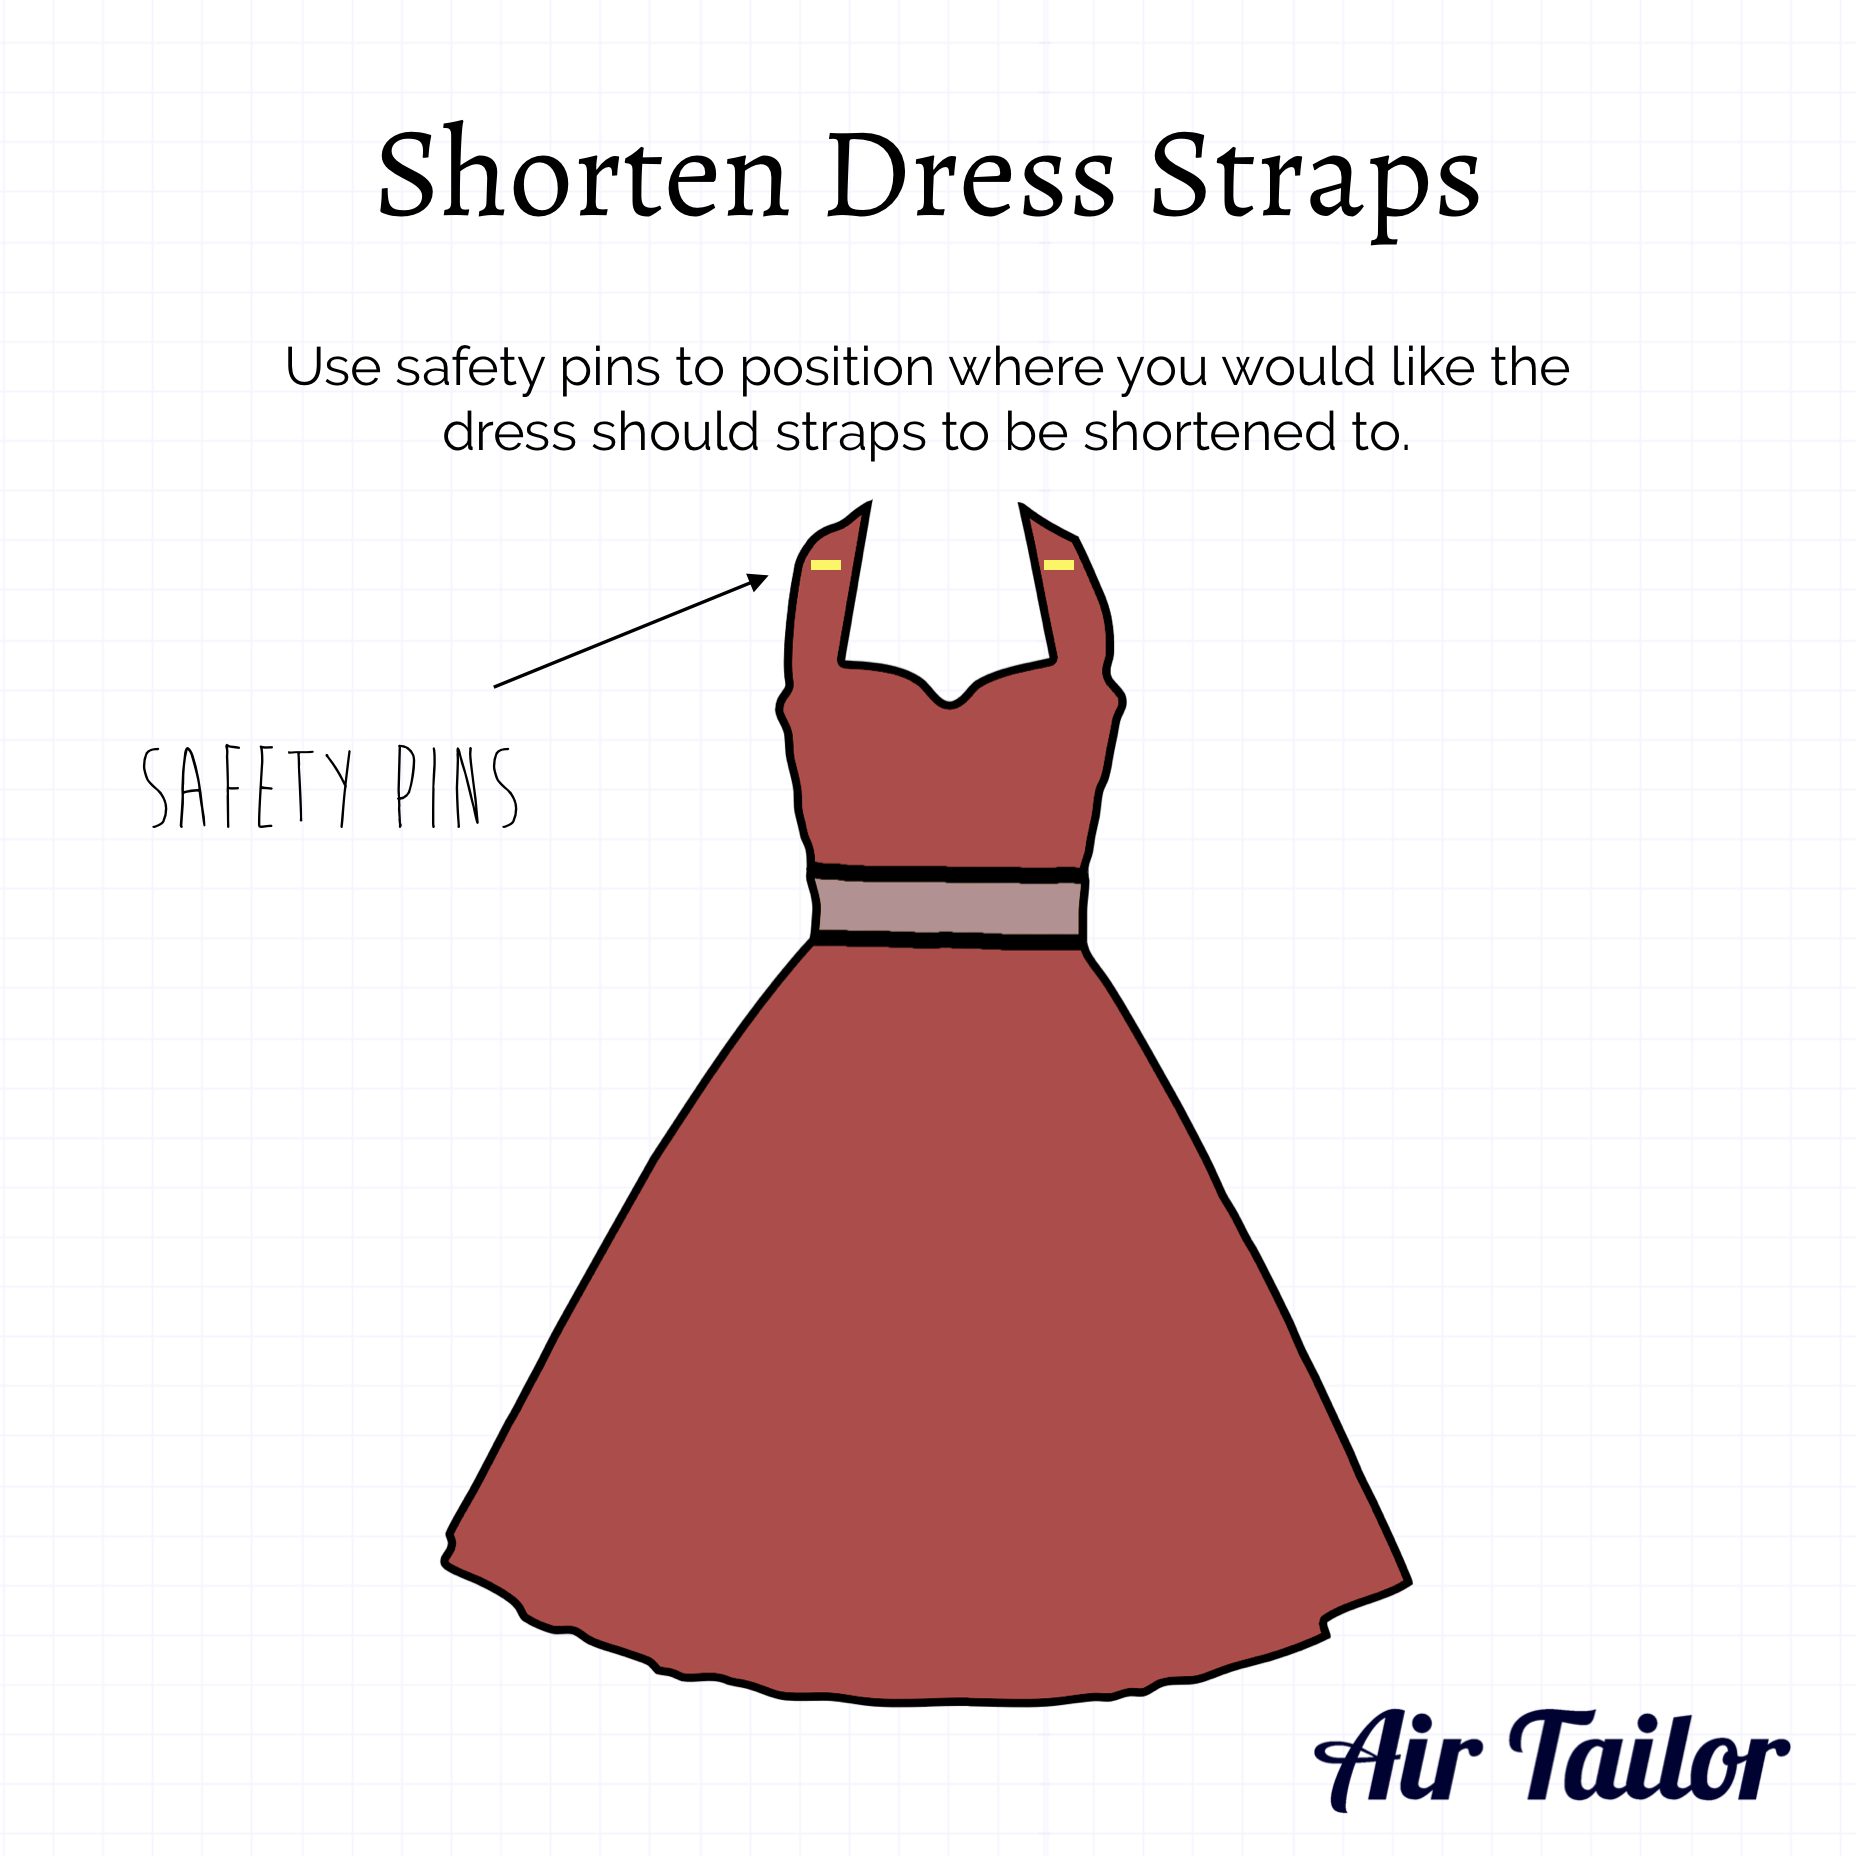 Shorten Dress Straps
Use safety pins to position where you would like the
dress should straps to be shortened to.
SAFETY PINS
Air Tailor